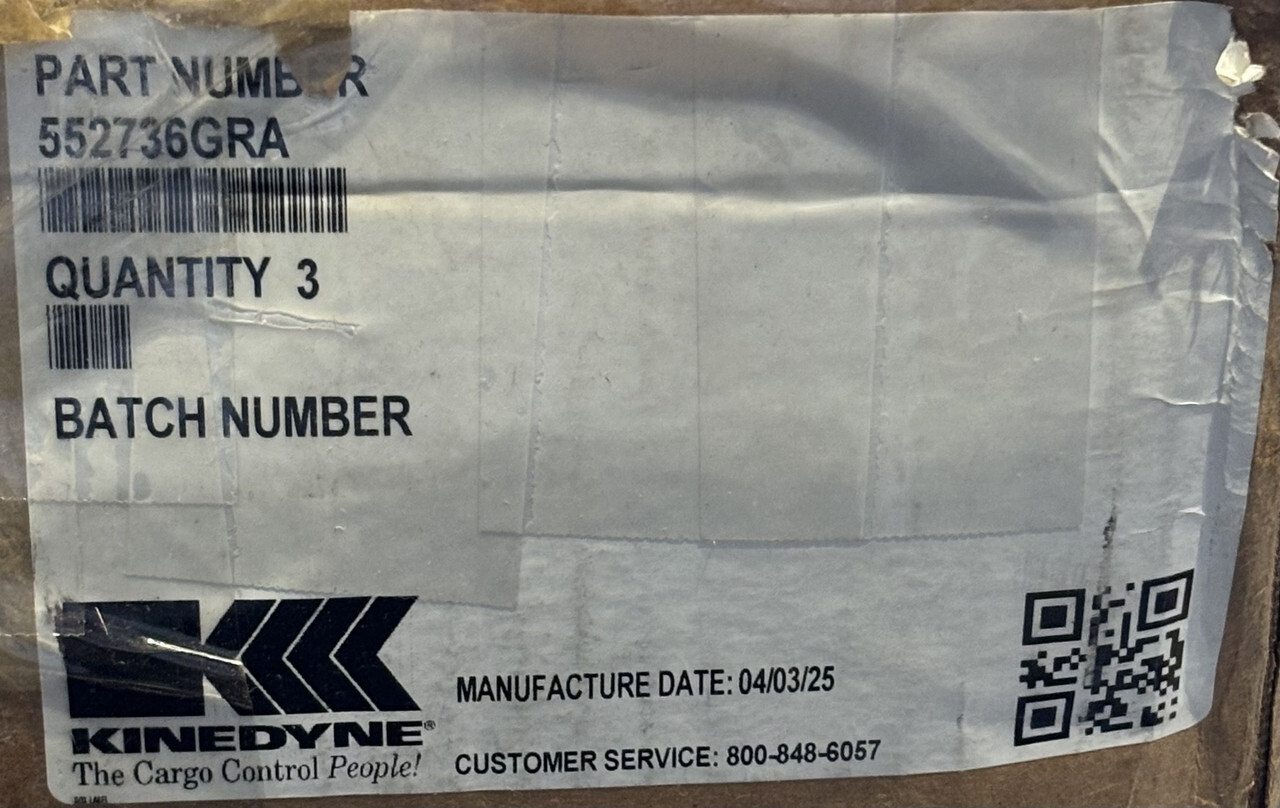 PART NUMBER
552736GRA
QUANTITY 3
BATCH NUMBER
KINEDYNE®
The Cargo Control People!
MANUFACTURE DATE: 04/03/25
CUSTOMER SERVICE: 800-848-6057